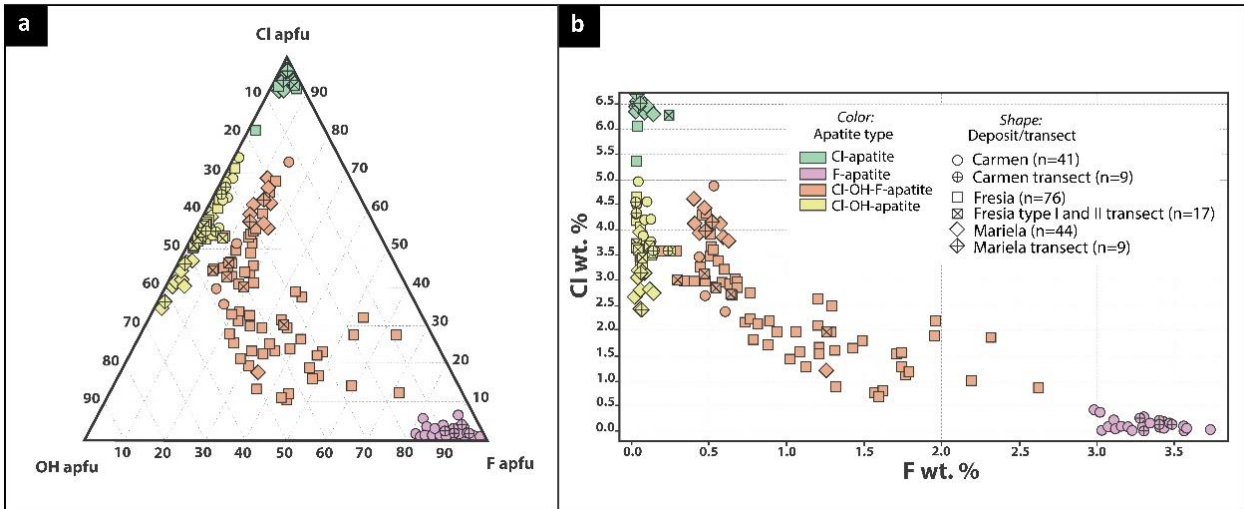 a
Cl apfu
10
90
20
80
30
70
40
60
50
50
60
40
70
30
80
20
90
10
10 20 30 40 50 60 70 80 90
OH apfu
F apfu
b
Cl wt. %
6.5
6.0
5.5
5.0
4.5
4.0
3.5
3.0
2.5
2.0
1.5
1.0
0.5
0.0
0.0 0.5 1.0 1.5 2.0 2.5 3.0 3.5
F wt. %
Color:
Apatite type
Cl-apatite
F-apatite
Cl-OH-F-apatite
Cl-OH-apatite
Shape:
Deposit/transect
Carmen (n=41)
Carmen transect (n=9)
Fresia (n=76)
Fresia type I and II transect (n=17)
Mariela (n=44)
Mariela transect (n=9)